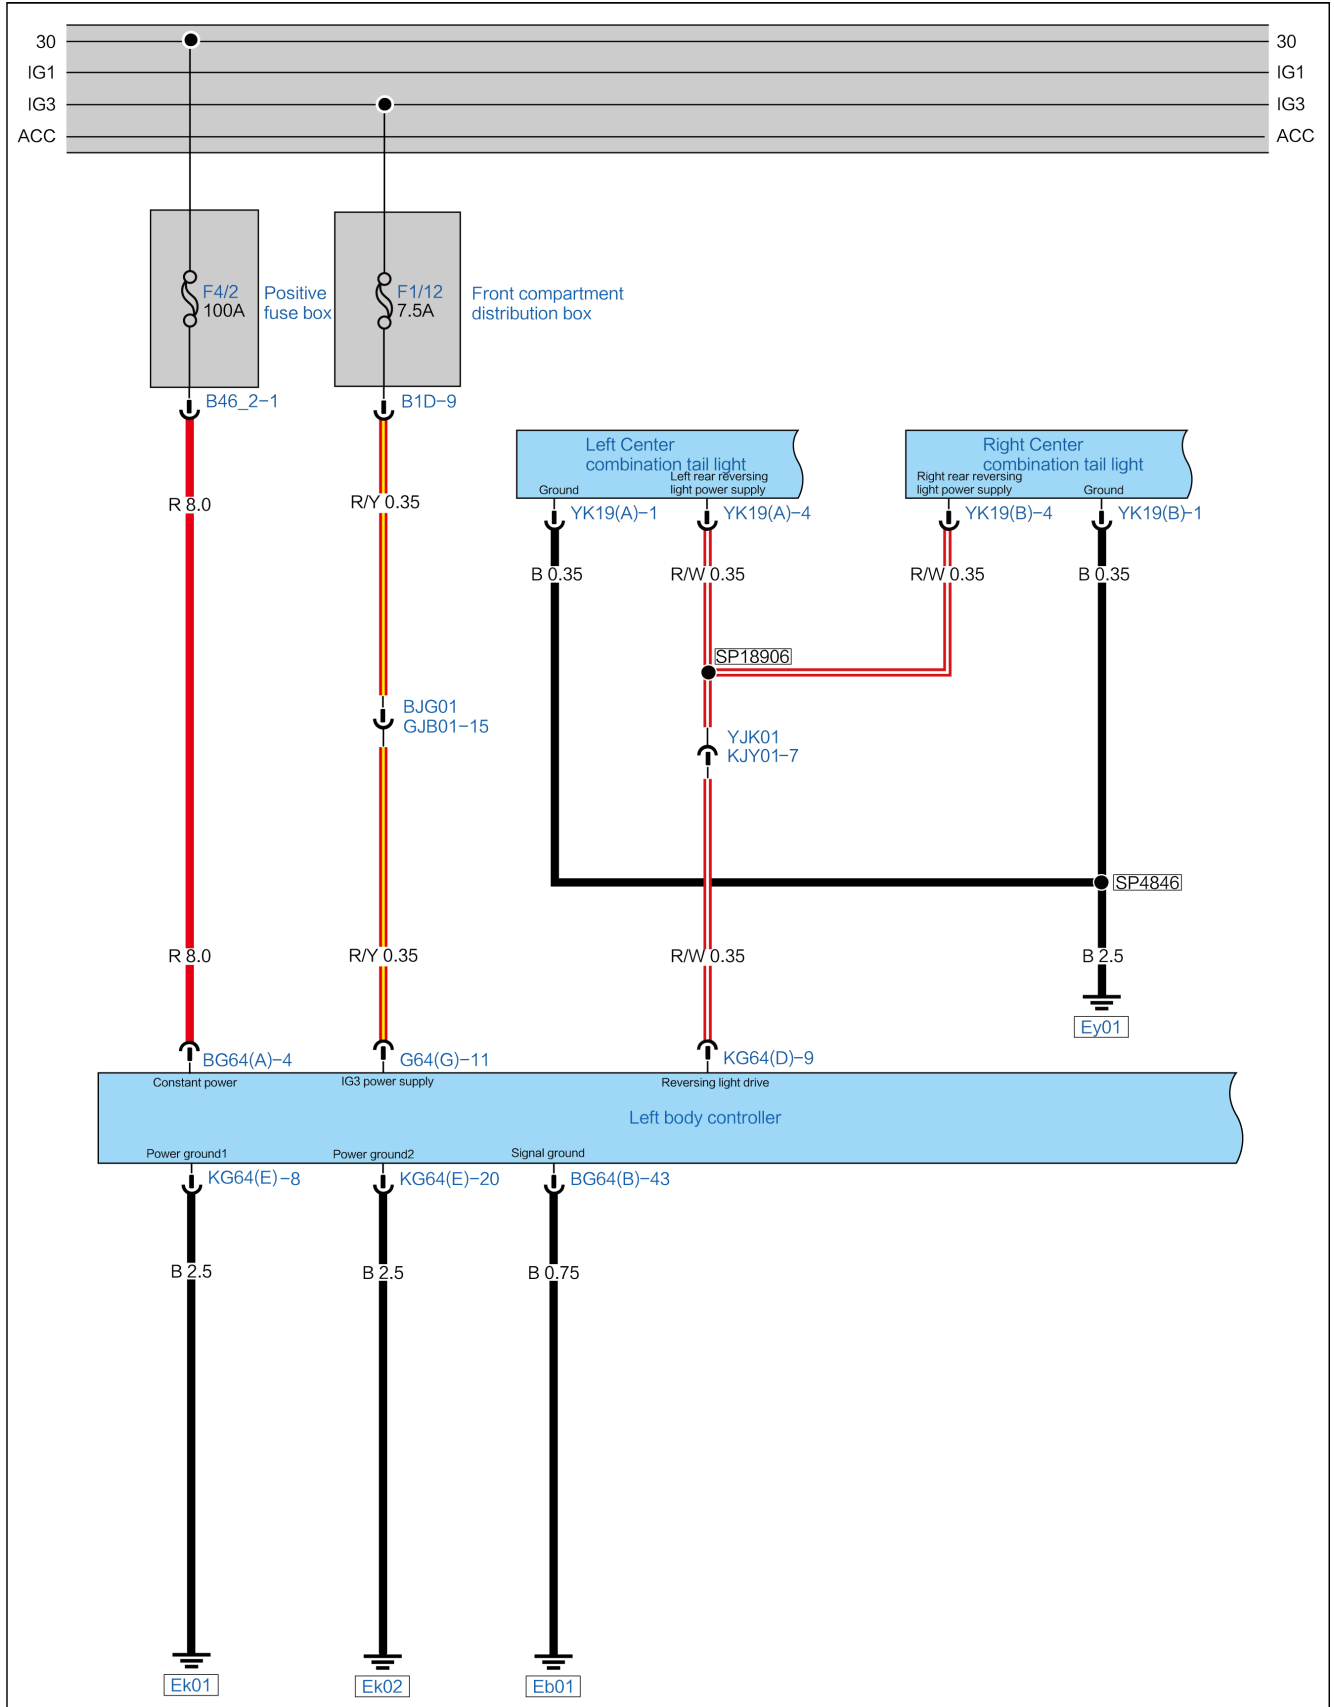 30
30
IG1
IG1
IG3
IG3
ACC
ACC
F4/2
100A
Positive
fuse box
F1/12
7.5A
Front compartment
distribution box
B46_2-1
B1D-9
Left Center
combination tail light
Left rear reversing
light power supply
Ground
Right Center
combination tail light
Right rear reversing
light power supply
Ground
R 8.0
R/Y 0.35
YK19(A)-1
YK19(A)-4
YK19(B)-4
YK19(B)-1
B 0.35
R/W 0.35
R/W 0.35
B 0.35
SP18906
BJG01
GJB01-15
YJK01
KJY01-7
SP4846
R 8.0
R/Y 0.35
R/W 0.35
B 2.5
Ey01
BG64(A)-4
G64(G)-11
KG64(D)-9
Constant power
IG3 power supply
Reversing light drive
Left body controller
Power ground1
Power ground2
Signal ground
KG64(E)-8
KG64(E)-20
BG64(B)-43
B 2.5
B 2.5
B 0.75
Ek01
Ek02
Eb01